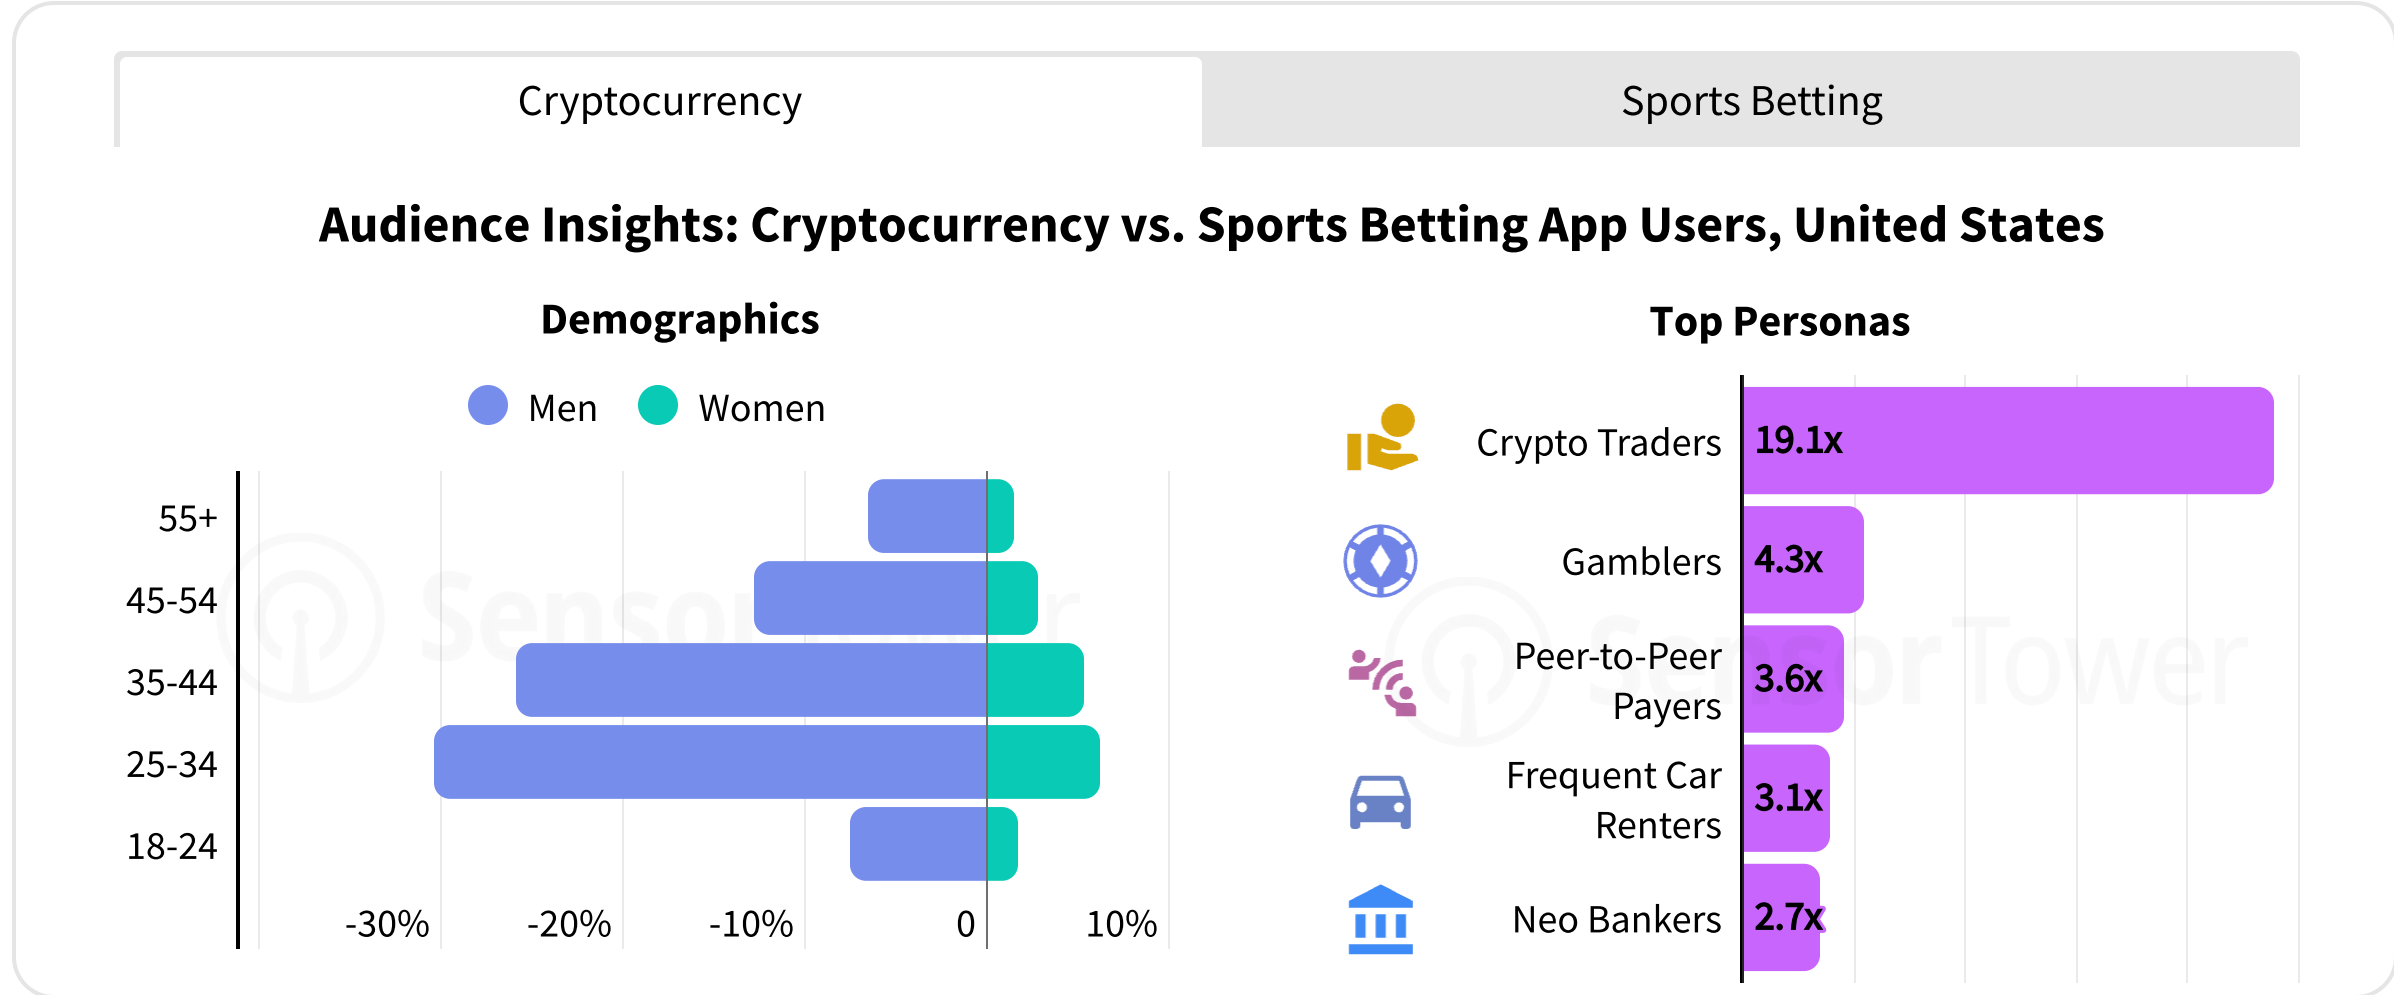 Cryptocurrency
Sports Betting
Audience Insights: Cryptocurrency vs. Sports Betting App Users, United States
Demographics
Men
Women
55+
45-54
35-44
25-34
18-24
-30%
-20%
-10%
0
10%
Top Personas
Crypto Traders
19.1x
Gamblers
4.3x
Peer-to-Peer
Payers
3.6x
Frequent Car
Renters
3.1x
Neo Bankers
2.7x
SensorTower
SensorTower